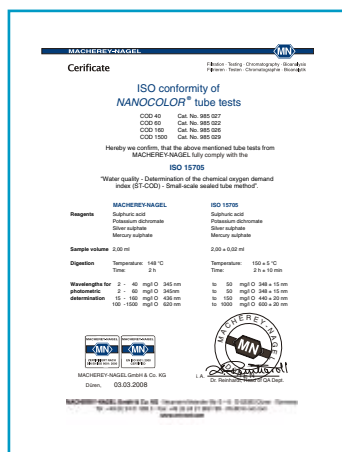 MACHEREY-NAGEL
MN
Certificate
Filtration · Testing · Chromatography · Bioanalysis
Filtrieren · Testen · Chromatographie · Bioanalytik
ISO conformity of
NANOCOLOR® tube tests
COD 40 Cat. No. 985 027
COD 60 Cat. No. 985 022
COD 160 Cat. No. 985 026
COD 1500 Cat. No. 985 029
Hereby we confirm, that the above mentioned tube tests from
MACHEREY-NAGEL fully comply with the
ISO 15705
"Water quality - Determination of the chemical oxygen demand
index (ST-COD) - Small-scale sealed tube method".
MACHEREY-NAGEL ISO 15705
Reagents Sulphuric acid Sulphuric acid
Potassium dichromate Potassium dichromate
Silver sulphate Silver sulphate
Mercury sulphate Mercury sulphate
Sample volume 2,00 ml 2,00 ± 0,02 ml
Digestion Temperature: 148 °C Temperature: 150 ± 5 °C
Time: 2 h Time: 2 h ± 10 min
Wavelengths for 2 - 40 mg/l O 345 nm to 50 mg/l O 348 ± 15 nm
photometric 2 - 60 mg/l O 345nm to 50 mg/l O 348 ± 15 nm
determination 15 - 160 mg/l O 436 nm to 150 mg/l O 440 ± 20 nm
100 -1500 mg/l O 620 nm to 1000 mg/l O 600 ± 20 nm
MACHEREY-NAGEL MACHEREY-NAGEL
MN MN
MACHEREY-NAGEL
MN
MACHEREY-NAGEL GmbH & Co. KG
i.A.
Dr. Reinhardt, Head of QA Dept.
Düren, 03.03.2008